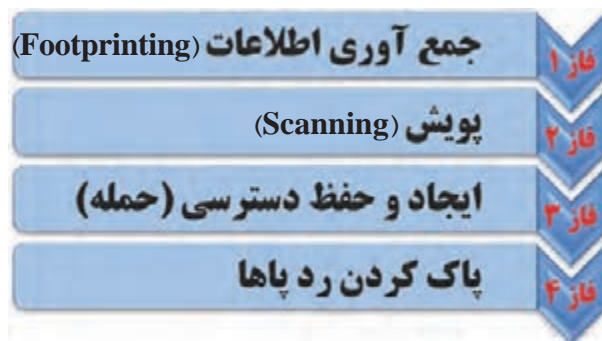 فاز ۱ جمع آوری اطلاعات (Footprinting)
فاز ۲ پویش (Scanning)
فاز ۳ ایجاد و حفظ دسترسی (حمله)
فاز ۴ پاک کردن رد پاها